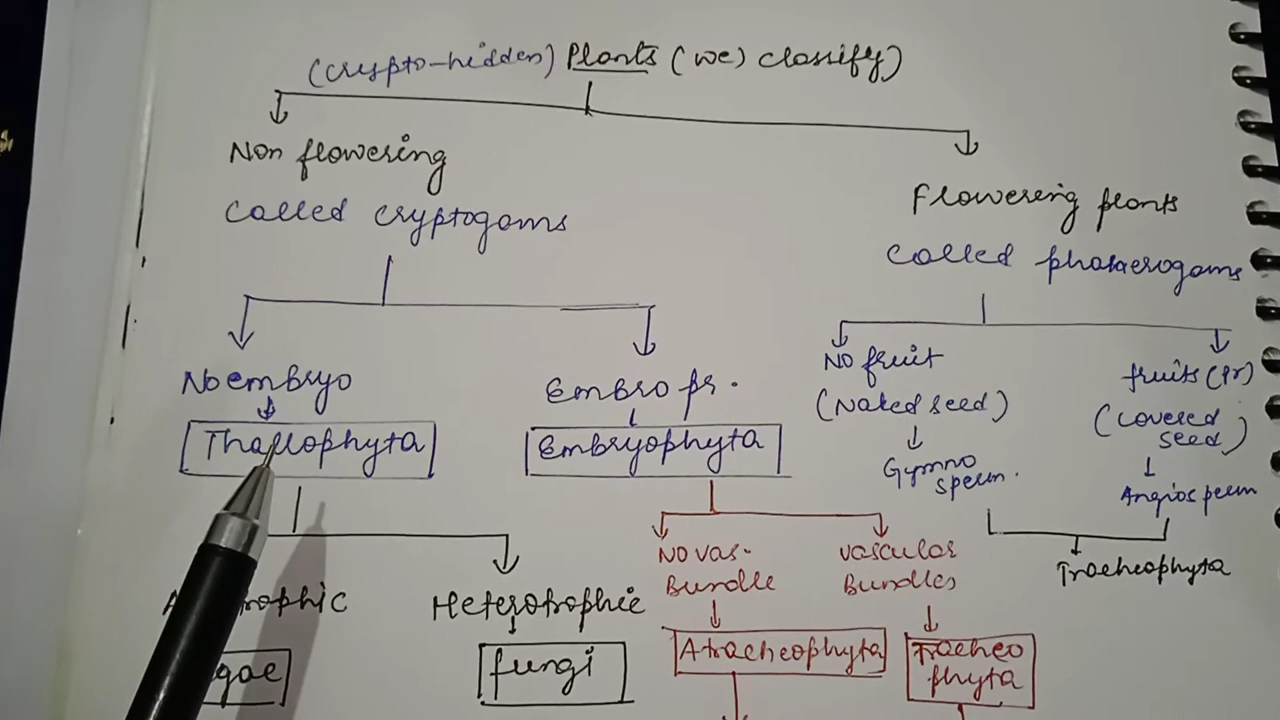 (crypto-hidden) Plants (we) classify)
Non flowering
called cryptogams
Flowering plants
called phanerogams
No embryo
Thallophyta
Embro pr.
Embryophyta
No fruit
(Naked seed)
Gymno
sperm.
fruits (Pr)
(covered
seed)
Angiosperm
Tracheophyta
Heterotrophic
fungi
No vas.
Bundle
Atracheophyta
vascular
Bundles
Tracheo
phyta